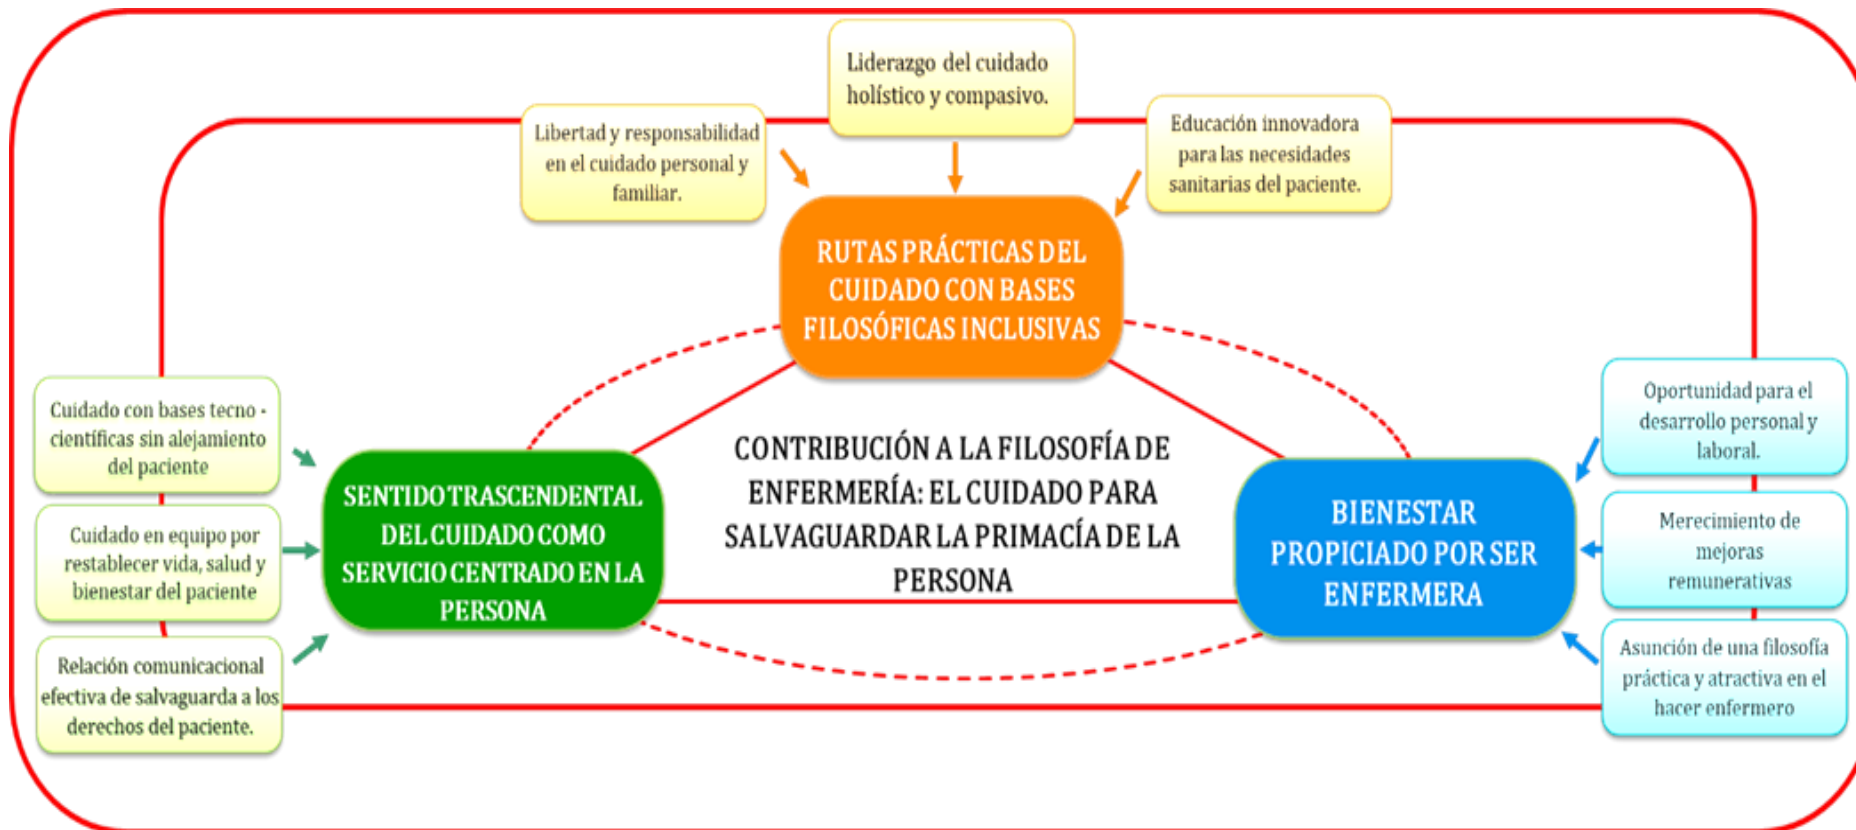 Liderazgo del cuidado
holístico y compasivo.
Libertad y responsabilidad
en el cuidado personal y
familiar.
Educación innovadora
para las necesidades
sanitarias del paciente.
RUTAS PRÁCTICAS DEL
CUIDADO CON BASES
FILOSÓFICAS INCLUSIVAS
Cuidado con bases tecno -
científicas sin alejamiento
del paciente
Cuidado en equipo por
restablecer vida, salud y
bienestar del paciente
Relación comunicacional
efectiva de salvaguarda a los
derechos del paciente.
SENTIDO TRASCENDENTAL
DEL CUIDADO COMO
SERVICIO CENTRADO EN LA
PERSONA
CONTRIBUCIÓN A LA FILOSOFÍA DE
ENFERMERÍA: EL CUIDADO PARA
SALVAGUARDAR LA PRIMACÍA DE LA
PERSONA
BIENESTAR
PROPICIADO POR SER
ENFERMERA
Oportunidad para el
desarrollo personal y
laboral.
Merecimiento de
mejoras
remunerativas
Asunción de una filosofía
práctica y atractiva en el
hacer enfermero